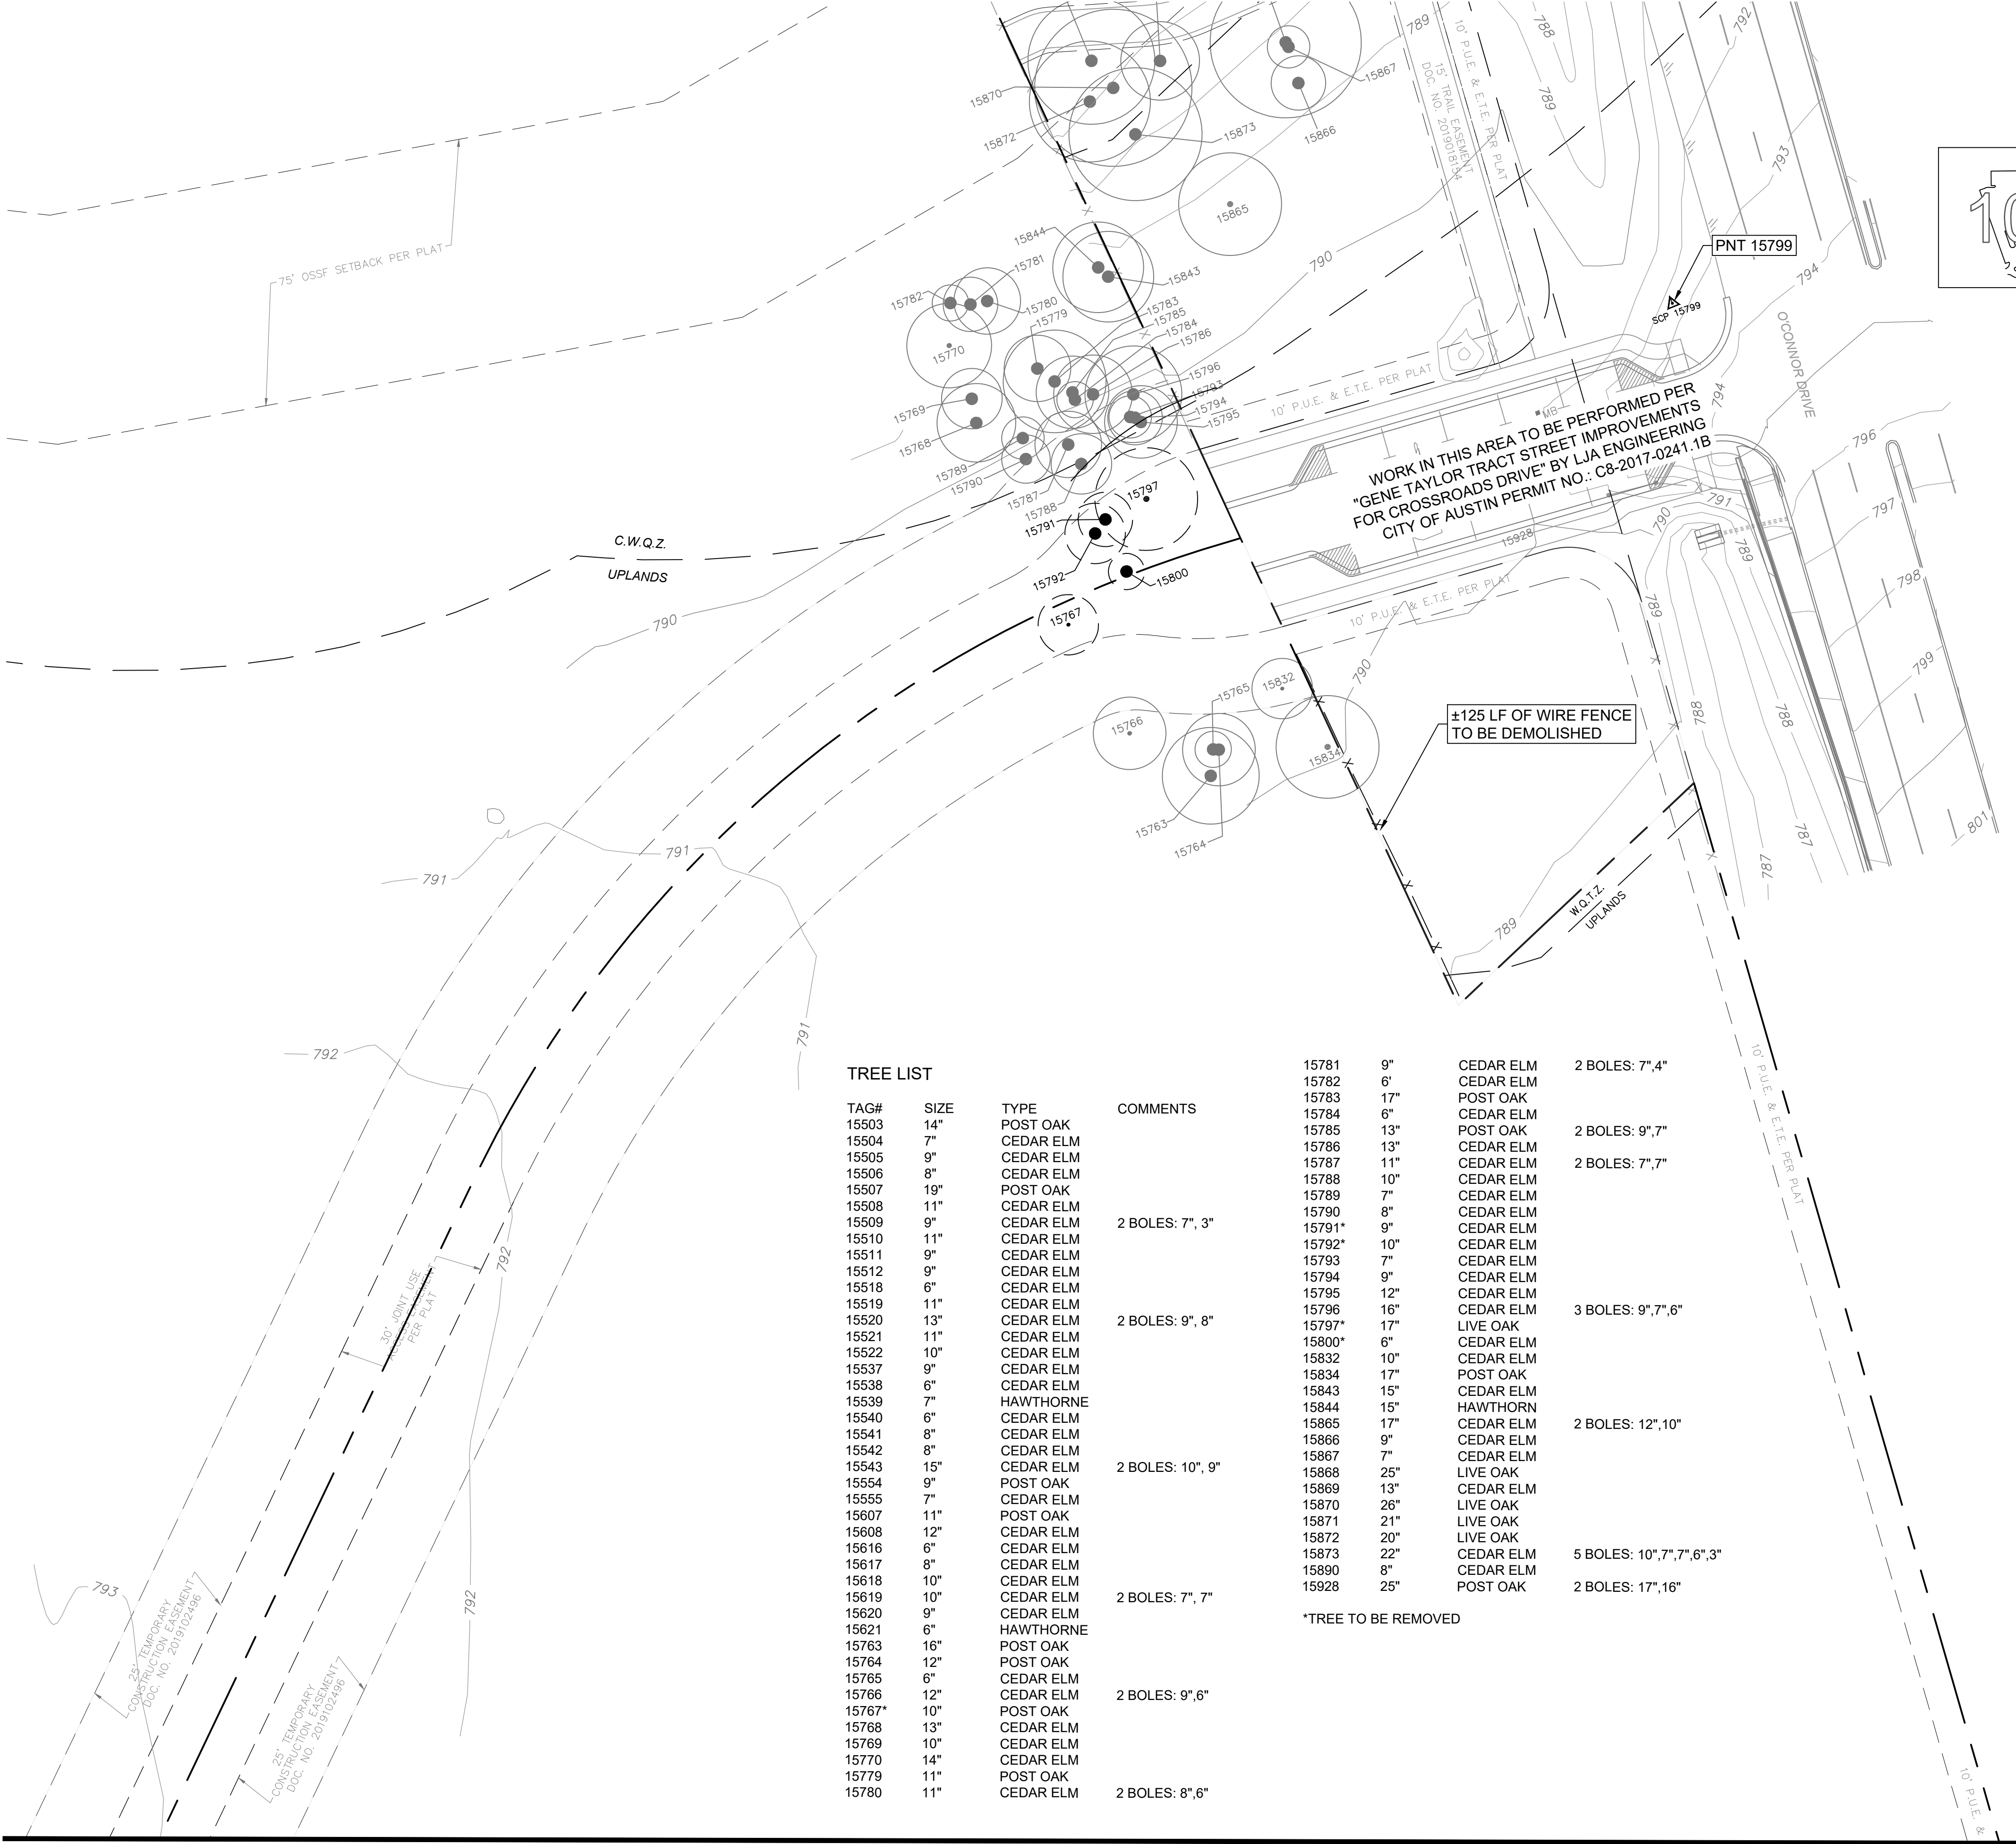 789
10' P.U.E. & E.T.E. PER PLAT
15' TRAIL EASEMENT
DOC. NO. 2019018154
788
789
792
793
15870
15872
15867
15866
15873
15865
75' OSSF SETBACK PER PLAT
PNT 15799
SCP 15799
794
790
O'CONNOR DRIVE
15844
15843
15781
15782
15780
15779
15770
15783
15785
15784
15786
15796
15793
15794
15795
15769
15768
15789
15790
15787
15788
15791
15792
15797
15800
15767
10' P.U.E. & E.T.E. PER PLAT
MB
WORK IN THIS AREA TO BE PERFORMED PER
"GENE TAYLOR TRACT STREET IMPROVEMENTS
FOR CROSSROADS DRIVE" BY LJA ENGINEERING
CITY OF AUSTIN PERMIT NO.: C8-2017-0241.1B
794
796
797
798
799
801
791
790
789
15928
10' P.U.E. & E.T.E. PER PLAT
789
788
788
787
787
C.W.Q.Z.
UPLANDS
790
790
15832
15765
15766
15834
15763
15764
±125 LF OF WIRE FENCE
TO BE DEMOLISHED
W.Q.T.Z.
UPLANDS
789
791
791
791
792
792
792
793
30' JOINT USE
ACCESS EASEMENT
PER PLAT
25' TEMPORARY
CONSTRUCTION EASEMENT
DOC. NO. 2019102496
25' TEMPORARY
CONSTRUCTION EASEMENT
DOC. NO. 2019102496
10' P.U.E. & E.T.E. PER PLAT
10' P.U.E. &
TREE LIST
TAG# SIZE TYPE COMMENTS
15503 14" POST OAK
15504 7" CEDAR ELM
15505 9" CEDAR ELM
15506 8" CEDAR ELM
15507 19" POST OAK
15508 11" CEDAR ELM
15509 9" CEDAR ELM 2 BOLES: 7", 3"
15510 11" CEDAR ELM
15511 9" CEDAR ELM
15512 9" CEDAR ELM
15518 6" CEDAR ELM
15519 11" CEDAR ELM
15520 13" CEDAR ELM 2 BOLES: 9", 8"
15521 11" CEDAR ELM
15522 10" CEDAR ELM
15537 9" CEDAR ELM
15538 6" CEDAR ELM
15539 7" HAWTHORNE
15540 6" CEDAR ELM
15541 8" CEDAR ELM
15542 8" CEDAR ELM
15543 15" CEDAR ELM 2 BOLES: 10", 9"
15554 9" POST OAK
15555 7" CEDAR ELM
15607 11" POST OAK
15608 12" CEDAR ELM
15616 6" CEDAR ELM
15617 8" CEDAR ELM
15618 10" CEDAR ELM
15619 10" CEDAR ELM 2 BOLES: 7", 7"
15620 9" CEDAR ELM
15621 6" HAWTHORNE
15763 16" POST OAK
15764 12" POST OAK
15765 6" CEDAR ELM
15766 12" CEDAR ELM 2 BOLES: 9",6"
15767* 10" POST OAK
15768 13" CEDAR ELM
15769 10" CEDAR ELM
15770 14" CEDAR ELM
15779 11" POST OAK
15780 11" CEDAR ELM 2 BOLES: 8",6"
15781 9" CEDAR ELM 2 BOLES: 7",4"
15782 6' CEDAR ELM
15783 17" POST OAK
15784 6" CEDAR ELM
15785 13" POST OAK 2 BOLES: 9",7"
15786 13" CEDAR ELM
15787 11" CEDAR ELM 2 BOLES: 7",7"
15788 10" CEDAR ELM
15789 7" CEDAR ELM
15790 8" CEDAR ELM
15791* 9" CEDAR ELM
15792* 10" CEDAR ELM
15793 7" CEDAR ELM
15794 9" CEDAR ELM
15795 12" CEDAR ELM
15796 16" CEDAR ELM 3 BOLES: 9",7",6"
15797* 17" LIVE OAK
15800* 6" CEDAR ELM
15832 10" CEDAR ELM
15834 17" POST OAK
15843 15" CEDAR ELM
15844 15" HAWTHORN
15865 17" CEDAR ELM 2 BOLES: 12",10"
15866 9" CEDAR ELM
15867 7" CEDAR ELM
15868 25" LIVE OAK
15869 13" CEDAR ELM
15870 26" LIVE OAK
15871 21" LIVE OAK
15872 20" LIVE OAK
15873 22" CEDAR ELM 5 BOLES: 10",7",7",6",3"
15890 8" CEDAR ELM
15928 25" POST OAK 2 BOLES: 17",16"
*TREE TO BE REMOVED